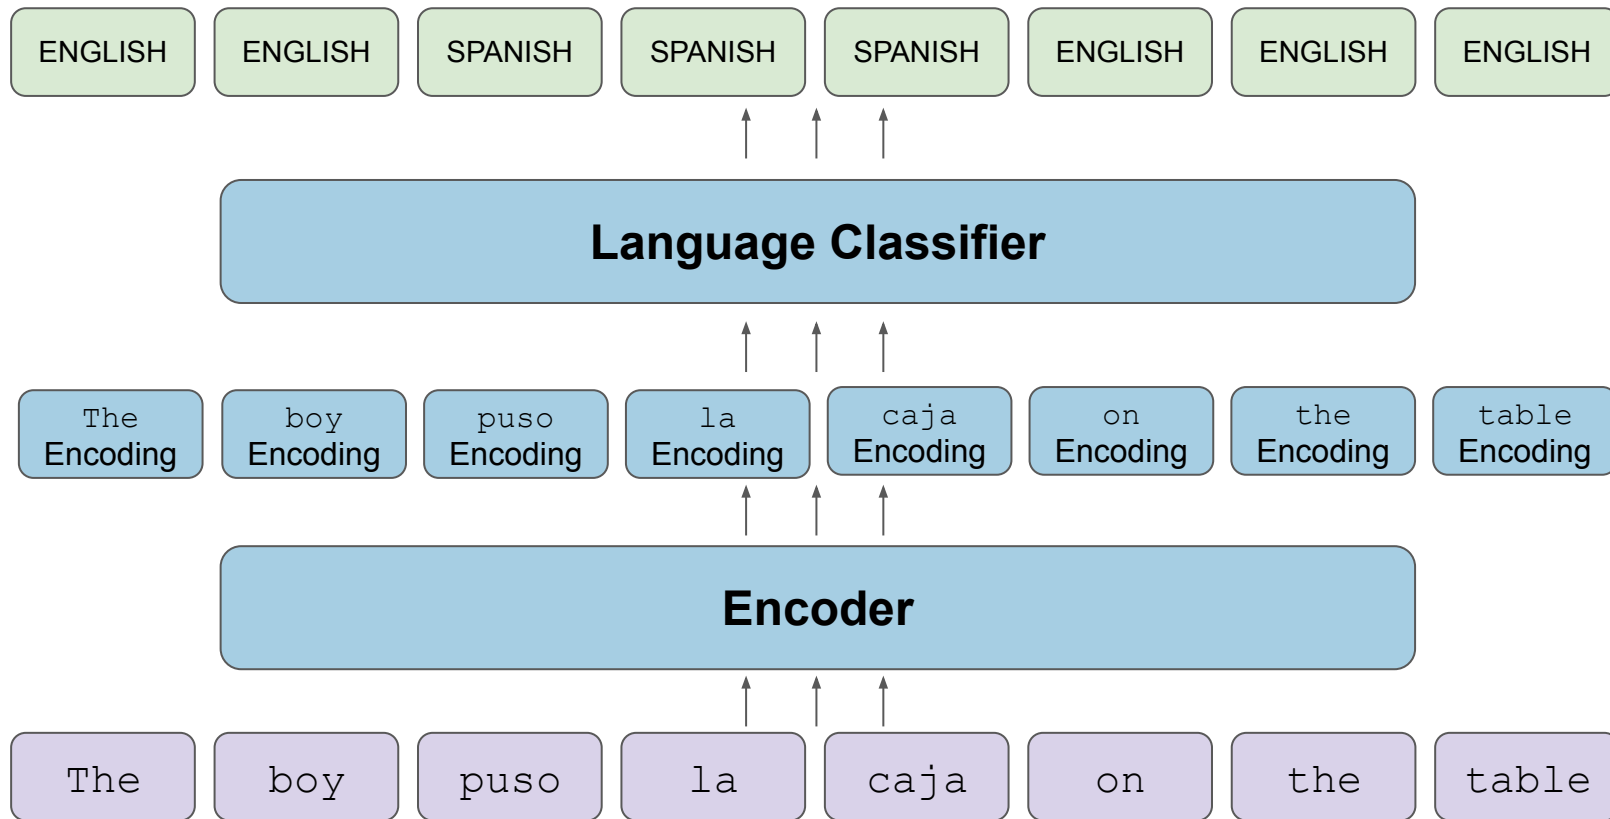 ENGLISH ENGLISH SPANISH SPANISH SPANISH ENGLISH ENGLISH ENGLISH
Language Classifier
The boy puso la caja on the table
Encoding Encoding Encoding Encoding Encoding Encoding Encoding Encoding
Encoder
The boy puso la caja on the table